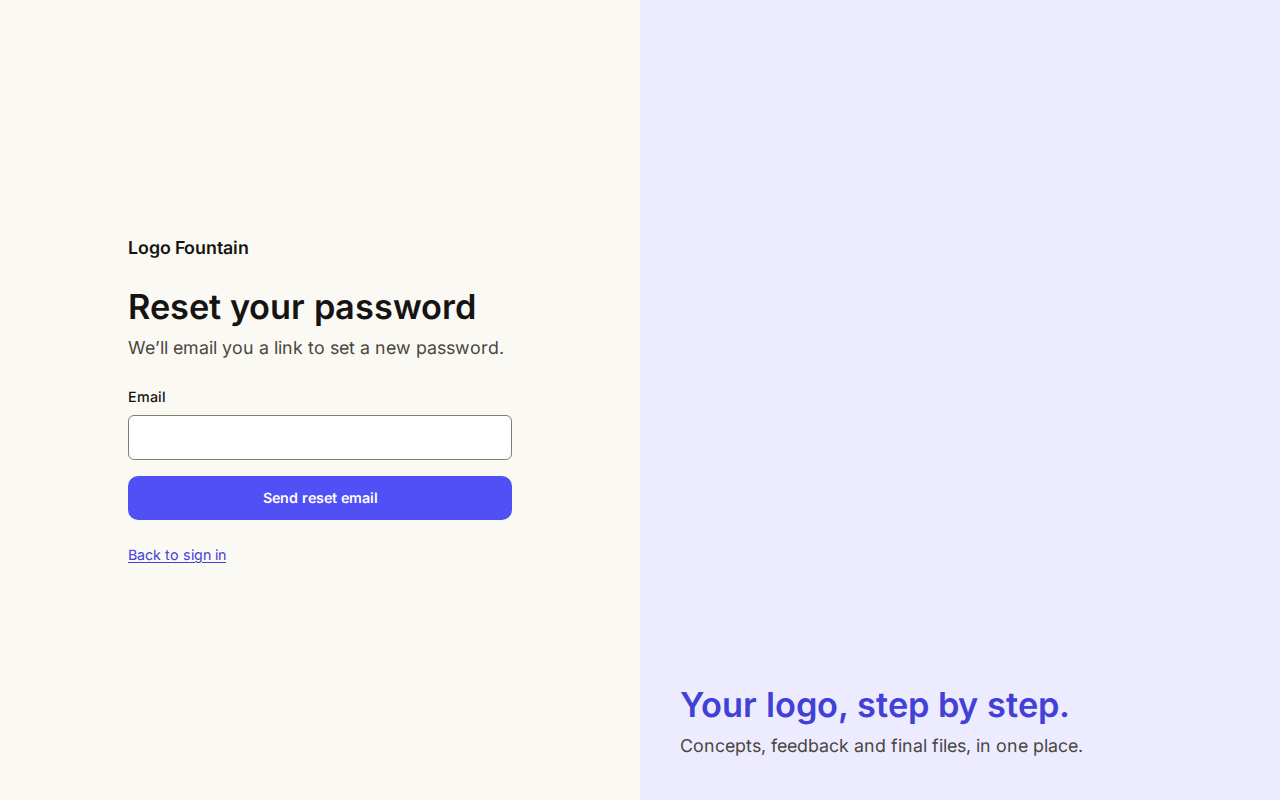 Logo Fountain
Reset your password
We’ll email you a link to set a new password.
Email
Send reset email
Back to sign in
Your logo, step by step.
Concepts, feedback and final files, in one place.